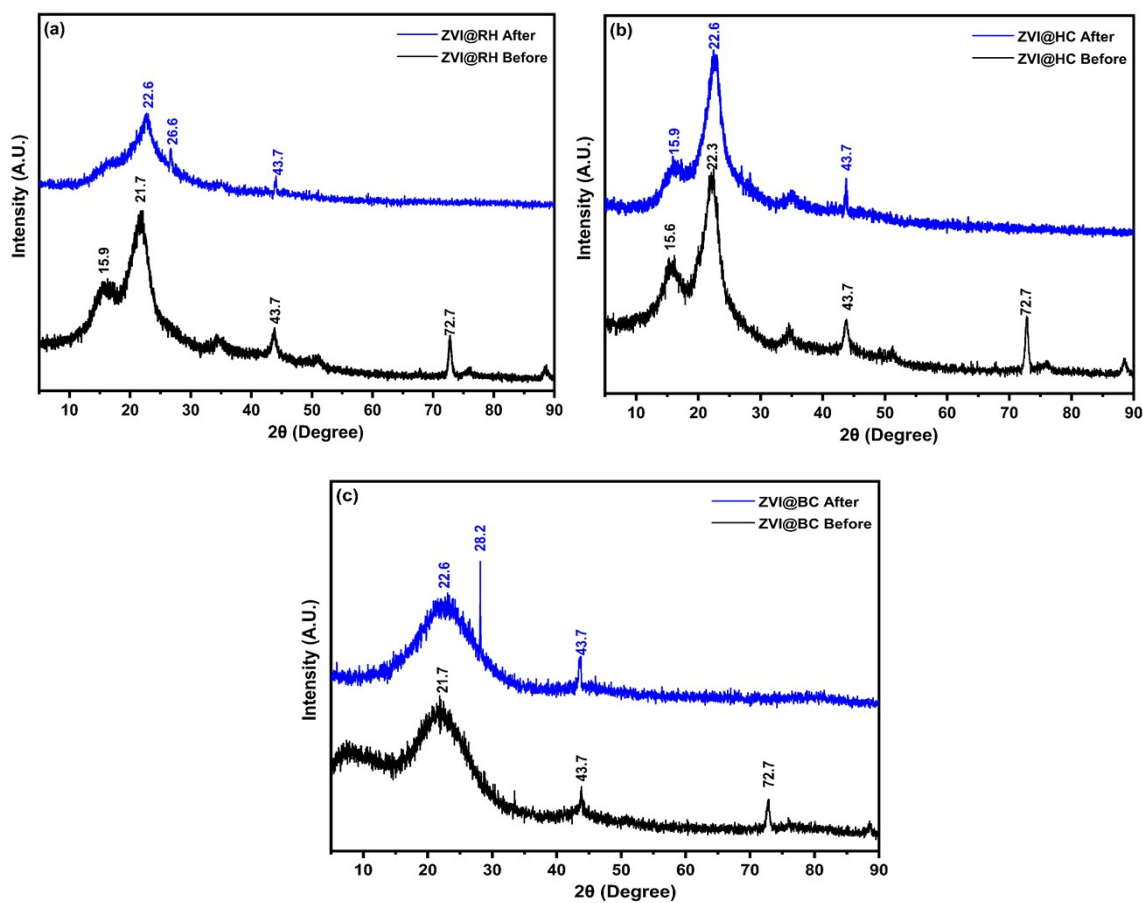 (a)
ZVI@RH After
ZVI@RH Before
22.6
26.6
43.7
21.7
15.9
43.7
72.7
Intensity (A.U.)
10 20 30 40 50 60 70 80 90
2θ (Degree)
(b)
ZVI@HC After
ZVI@HC Before
22.6
15.9
43.7
22.3
15.6
43.7
72.7
Intensity (A.U.)
10 20 30 40 50 60 70 80 90
2θ (Degree)
(c)
ZVI@BC After
ZVI@BC Before
28.2
22.6
43.7
21.7
43.7
72.7
Intensity (A.U.)
10 20 30 40 50 60 70 80 90
2θ (Degree)